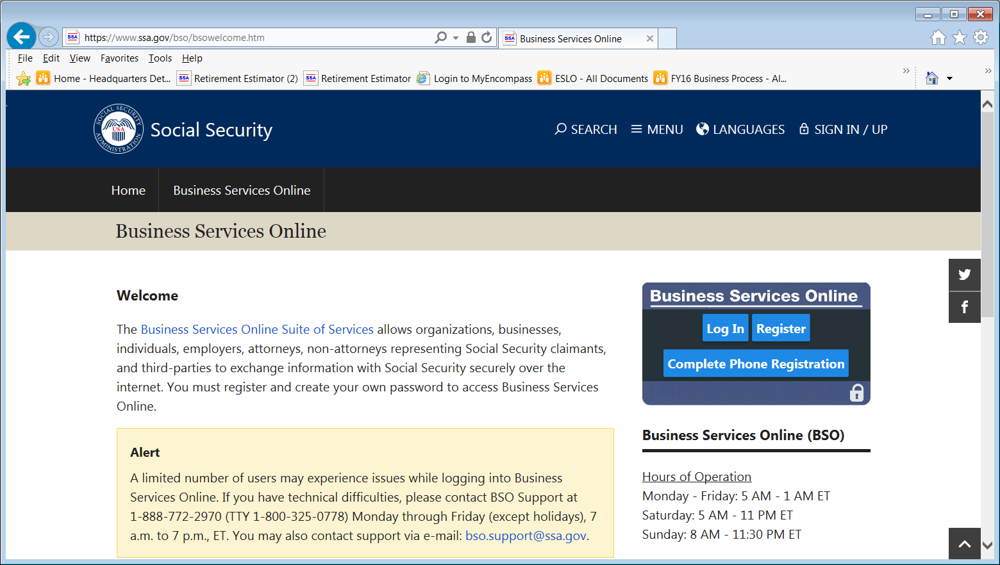 https://www.ssa.gov/bso/bsowelcome.htm
Business Services Online
File Edit View Favorites Tools Help
Home - Headquarters Det... SSA Retirement Estimator (2) SSA Retirement Estimator Login to MyEncompass ESLO - All Documents FY16 Business Process - Al...
SOCIAL SECURITY ADMINISTRATION
USA
Social Security
SEARCH MENU LANGUAGES SIGN IN / UP
Home Business Services Online
Business Services Online
Welcome
The Business Services Online Suite of Services allows organizations, businesses,
individuals, employers, attorneys, non-attorneys representing Social Security claimants,
and third-parties to exchange information with Social Security securely over the
internet. You must register and create your own password to access Business Services
Online.
Alert
A limited number of users may experience issues while logging into Business
Services Online. If you have technical difficulties, please contact BSO Support at
1-888-772-2970 (TTY 1-800-325-0778) Monday through Friday (except holidays), 7
a.m. to 7 p.m., ET. You may also contact support via e-mail: bso.support@ssa.gov.
Business Services Online
Log In Register
Complete Phone Registration
Business Services Online (BSO)
Hours of Operation
Monday - Friday: 5 AM - 1 AM ET
Saturday: 5 AM - 11 PM ET
Sunday: 8 AM - 11:30 PM ET